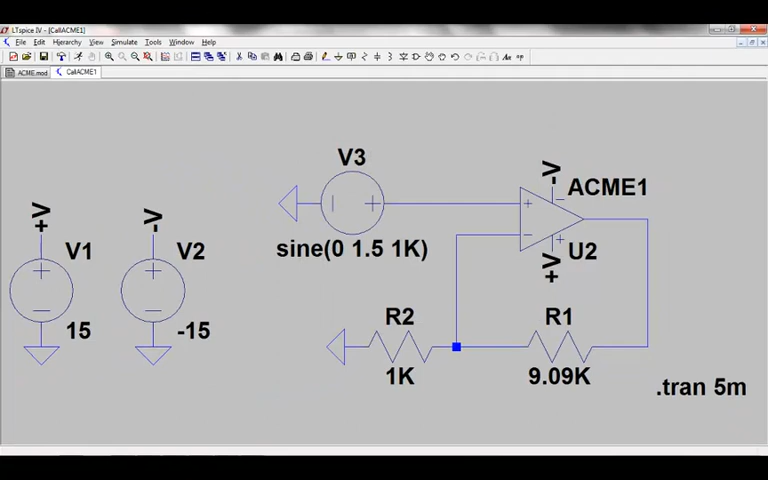 LTspice IV - [CallACME1]
File Edit Hierarchy View Simulate Tools Window Help
ACME.mod CallACME1
V3
-V
ACME1
+V
-V
V1
V2
sine(0 1.5 1K)
U2
+V
15
-15
R2
R1
1K
9.09K
.tran 5m